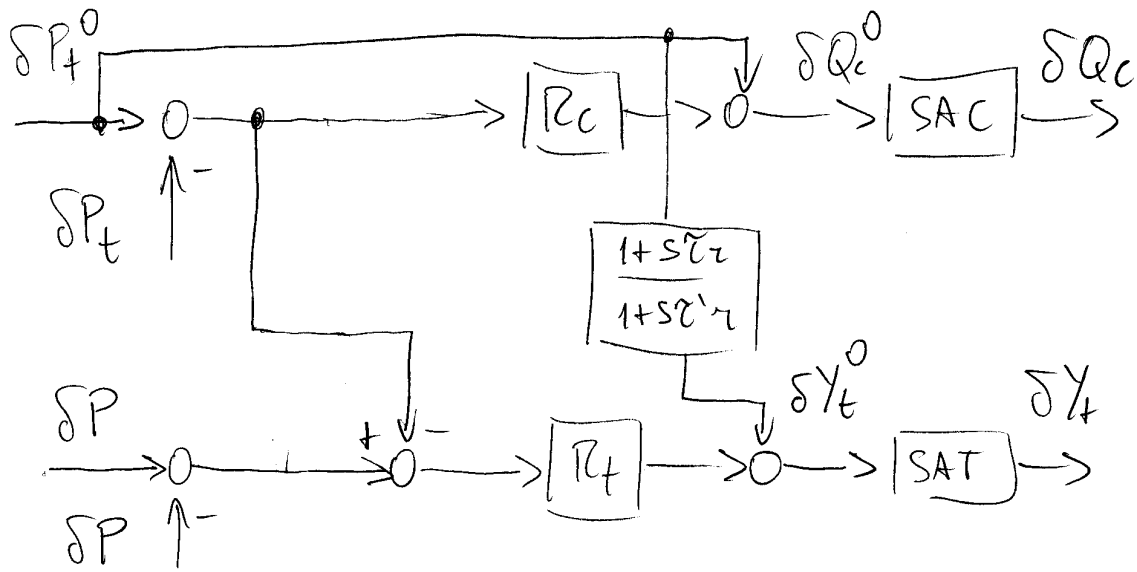 δPt⁰
δQc⁰
δQc
Rc
SAC
-
δPt
1+sτr
1+sτ'r
δP
+
-
δYt⁰
δYt
Rt
SAT
-
δP